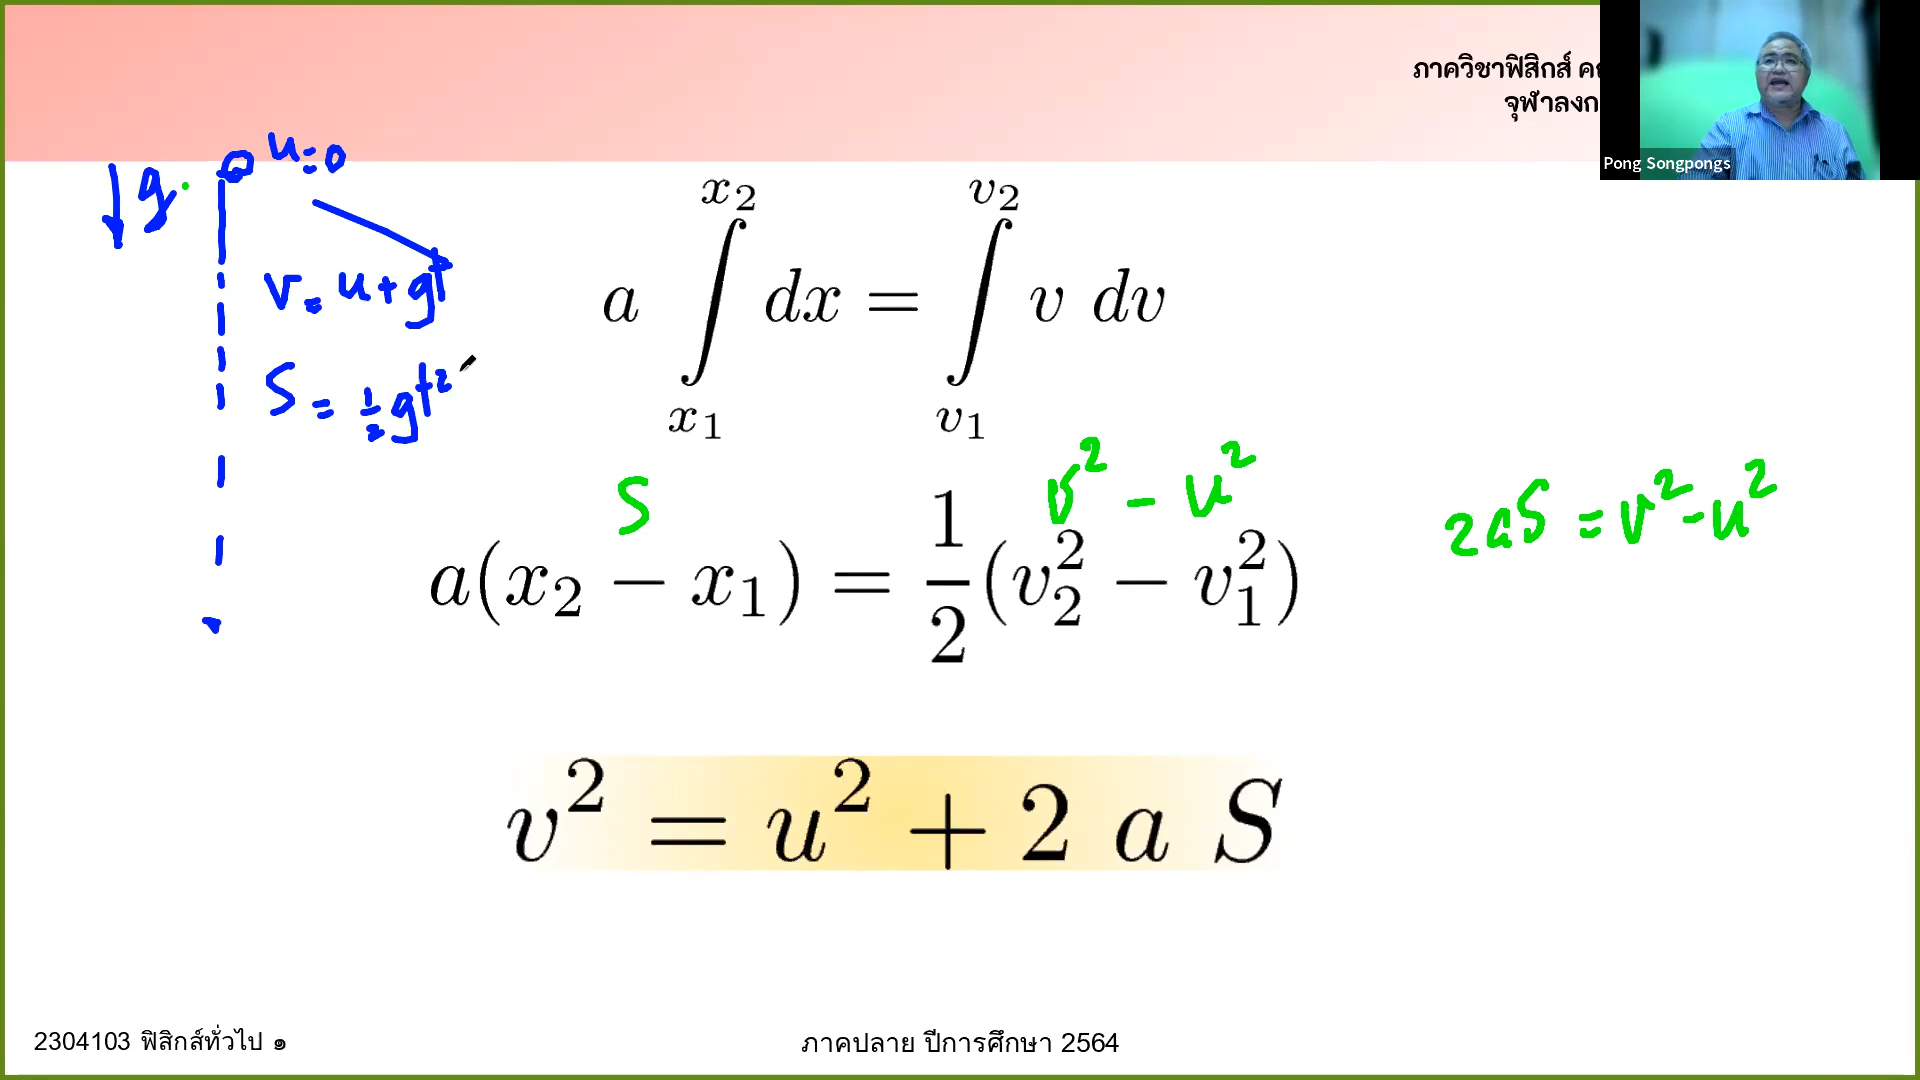 ภาควิชาฟิสิกส์
จุฬาลงก
Pong Songpongs
g
u=0
v=u+gt
S=½gt²
a ∫_{x₁}^{x₂} dx = ∫_{v₁}^{v₂} v dv
S
v² - u²
2aS = v² - u²
a(x₂ − x₁) = 1/2(v₂² − v₁²)
v² = u² + 2 a S
2304103 ฟิสิกส์ทั่วไป ๑
ภาคปลาย ปีการศึกษา 2564